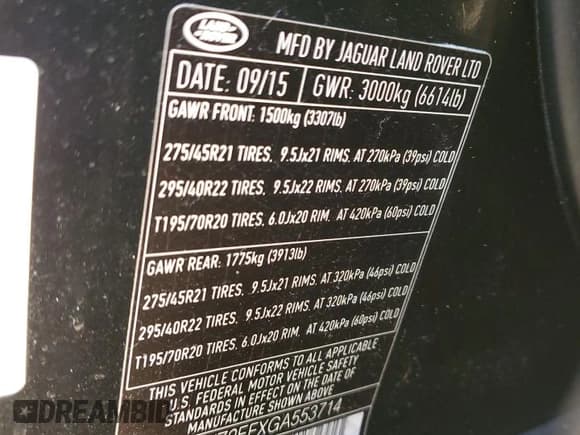 LAND ROVER
MFD BY JAGUAR LAND ROVER LTD
DATE: 09/15 GWR: 3000kg (6614lb)
GAWR FRONT: 1500kg (3307lb)
275/45R21 TIRES, 9.5Jx21 RIMS. AT 270kPa (39psi) COLD
295/40R22 TIRES, 9.5Jx22 RIMS. AT 270kPa (39psi) COLD
T195/70R20 TIRES, 6.0Jx20 RIM. AT 420kPa (60psi) COLD
GAWR REAR: 1775kg (3913lb)
275/45R21 TIRES, 9.5Jx21 RIMS. AT 320kPa (46psi) COLD
295/40R22 TIRES, 9.5Jx22 RIMS. AT 320kPa (46psi) COLD
T195/70R20 TIRES, 6.0Jx20 RIM. AT 420kPa (60psi) COLD
THIS VEHICLE CONFORMS TO ALL APPLICABLE
U.S. FEDERAL MOTOR VEHICLE SAFETY
STANDARDS IN EFFECT ON THE DATE OF
MANUFACTURE SHOWN ABOVE
EFXGA553714
DREAMBID